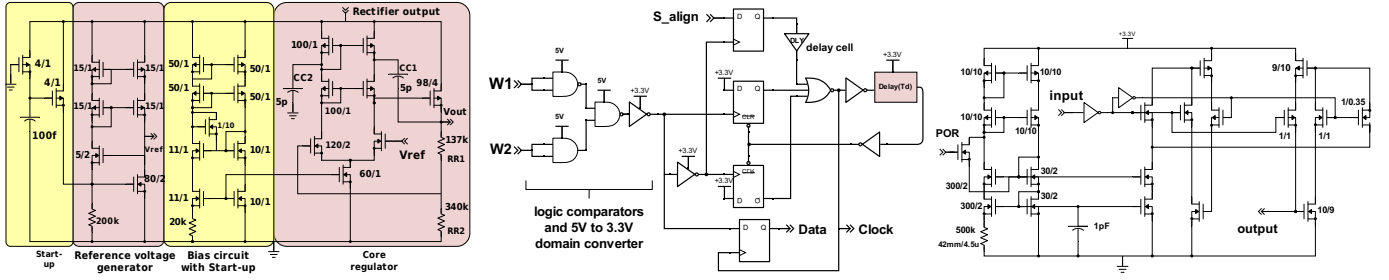 Rectifier output
4/1
4/1
100f
15/1
15/1
15/1
15/1
Vref
5/2
80/2
200k
50/1
50/1
50/1
50/1
1/10
11/1
10/1
11/1
10/1
20k
100/1
CC2
5p
CC1
5p
98/4
Vout
100/1
137k
RR1
120/2
Vref
60/1
340k
RR2
Start-
up
Reference voltage
generator
Bias circuit
with Start-up
Core
regulator
S_align
D
Q
DLY
delay cell
5V
W1
5V
+3.3V
W2
5V
+3.3V
D
Q
CLR
+3.3V
Delay(Td)
+3.3V
+3.3V
CLR
D
Q
logic comparators
and 5V to 3.3V
domain converter
D
Q
Data
Clock
+3.3V
10/10
10/10
9/10
input
1/0.35
10/10
10/10
POR
1/1
1/1
300/2
30/2
300/2
30/2
500k
42mm/4.5u
1pF
output
10/9